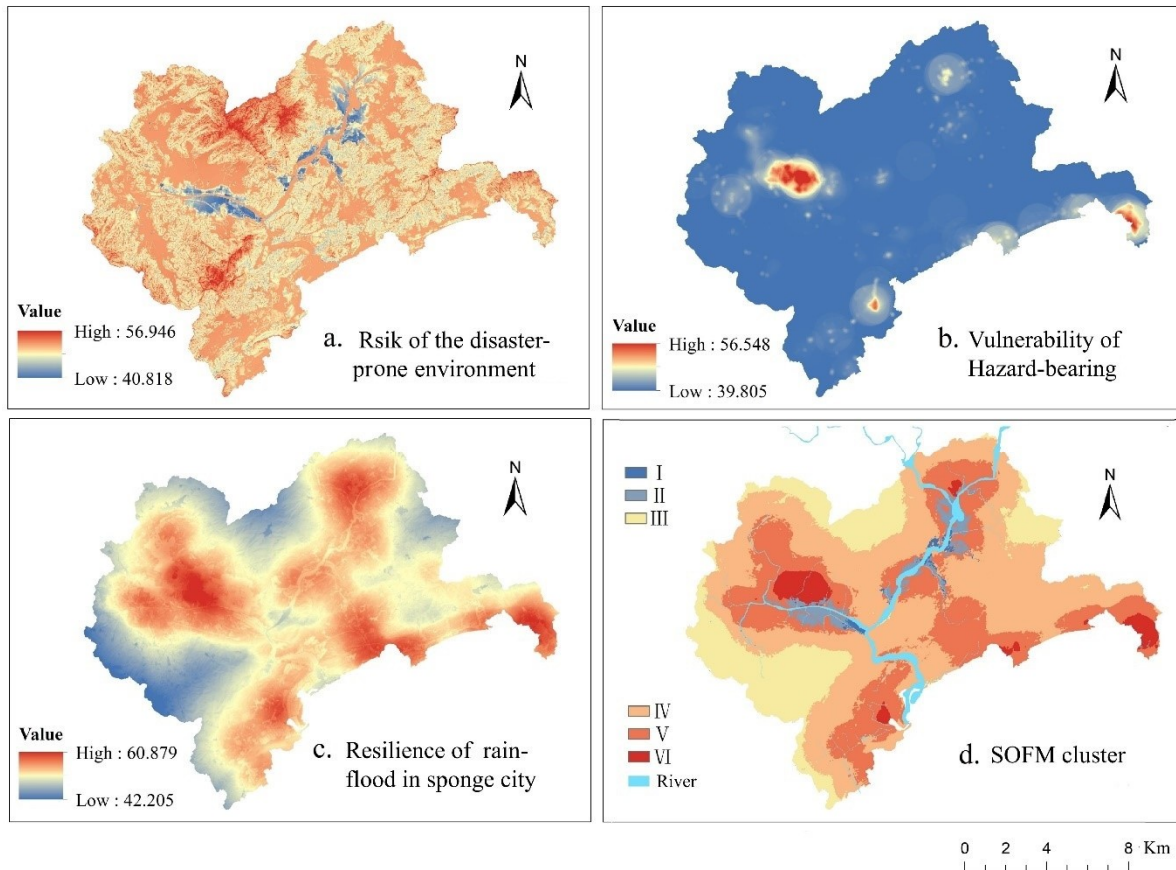 N
Value
High : 56.946
Low : 40.818
a. Rsik of the disaster-
prone environment
N
Value
High : 56.548
Low : 39.805
b. Vulnerability of
Hazard-bearing
N
Value
High : 60.879
Low : 42.205
c. Resilience of rain-
flood in sponge city
N
Ⅰ
Ⅱ
Ⅲ
Ⅳ
Ⅴ
Ⅵ
River
d. SOFM cluster
0 2 4 6 8 Km